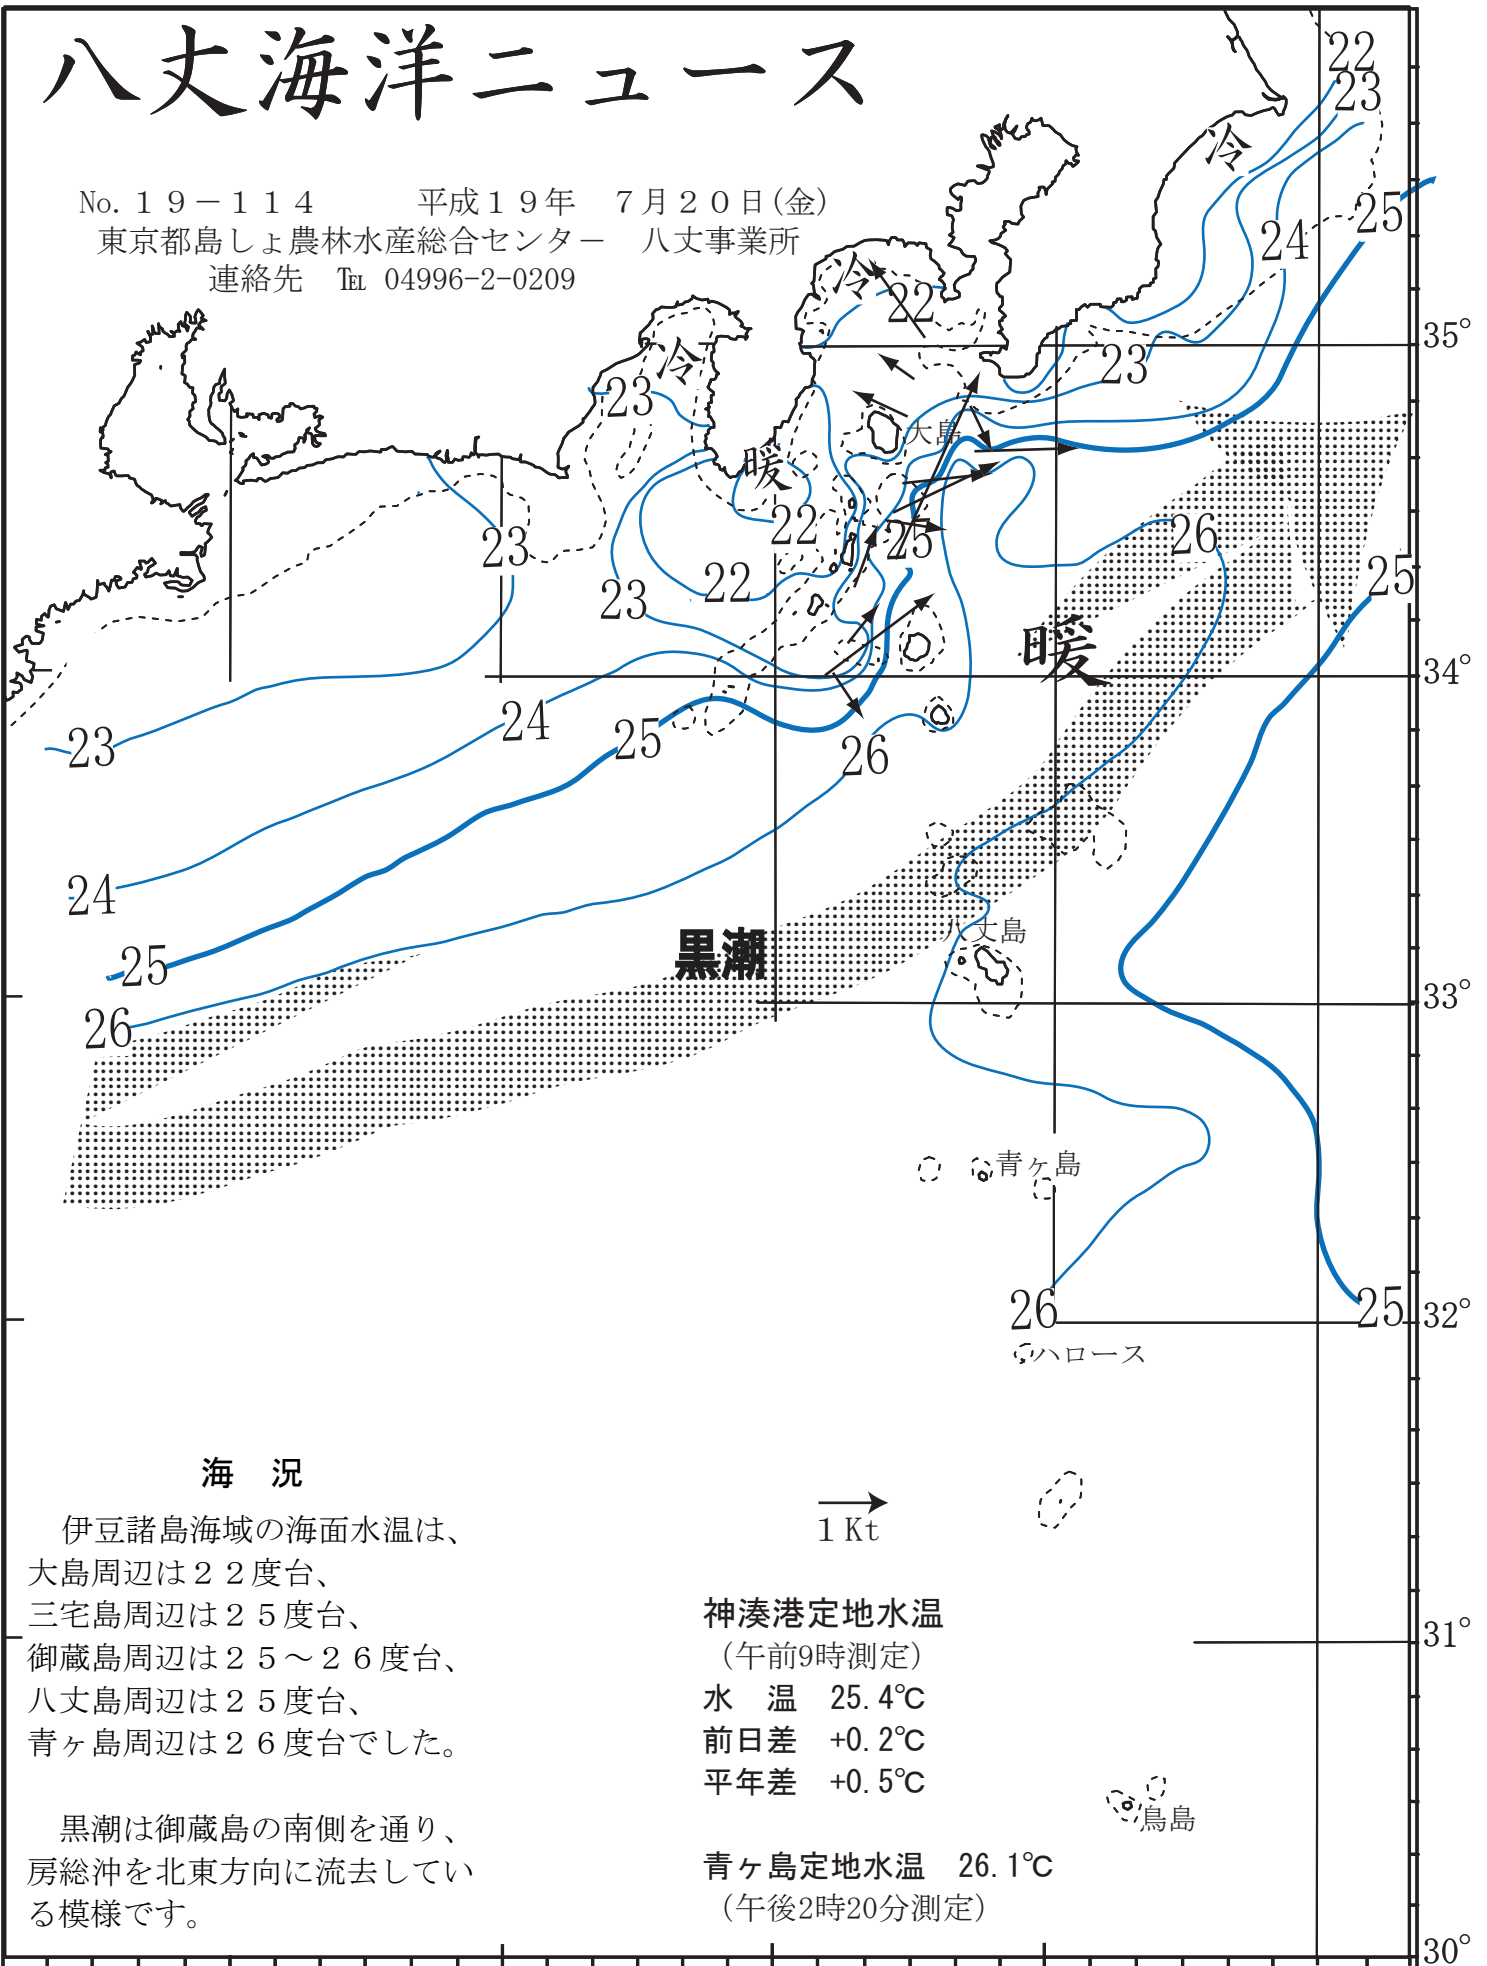 八丈海洋ニュース
No.１９－１１４　平成１９年　７月２０日(金)
東京都島しょ農林水産総合センター　八丈事業所
連絡先　℡ 04996-2-0209
22
23
冷
25
24
冷
22
35°
冷
23
23
大島
暖
22
26
23
25
25
22
23
暖
34°
24
25
23
26
24
黒潮
八丈島
25
33°
26
青ヶ島
26
25
32°
ハロース
海　況
伊豆諸島海域の海面水温は、
大島周辺は２２度台、
三宅島周辺は２５度台、
御蔵島周辺は２５～２６度台、
八丈島周辺は２５度台、
青ヶ島周辺は２６度台でした。
黒潮は御蔵島の南側を通り、
房総沖を北東方向に流去してい
る模様です。
1 Kt
神湊港定地水温
（午前9時測定）
水　温　25.4℃
前日差　+0.2℃
平年差　+0.5℃
青ヶ島定地水温　26.1℃
（午後2時20分測定）
31°
鳥島
30°